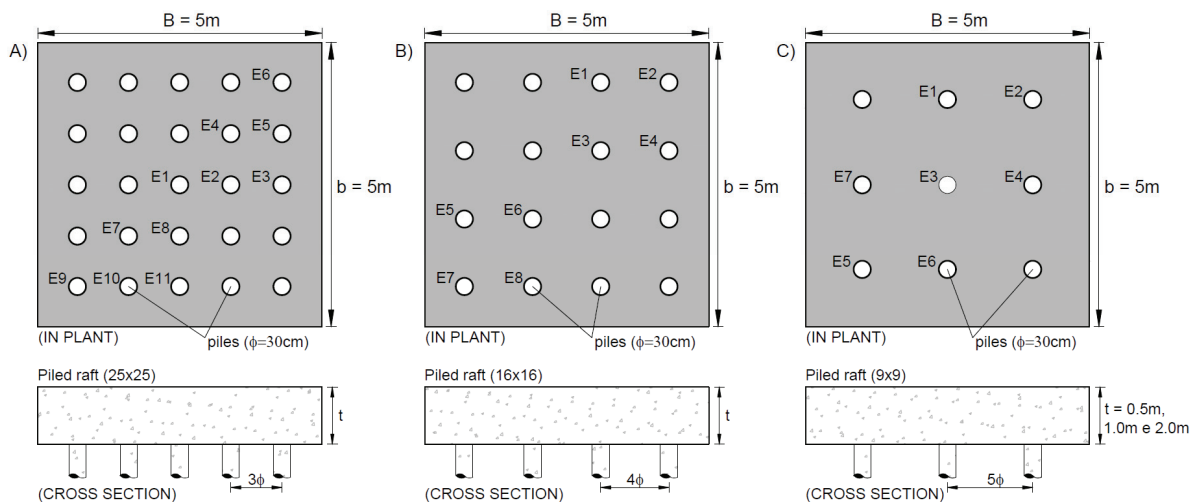 A)
B = 5m
E6
E4 E5
E1 E2 E3
E7 E8
E9 E10 E11
b = 5m
(IN PLANT)
piles (ϕ=30cm)
Piled raft (25x25)
t
(CROSS SECTION)
3ϕ
B)
B = 5m
E1 E2
E3 E4
E5 E6
E7 E8
b = 5m
(IN PLANT)
piles (ϕ=30cm)
Piled raft (16x16)
t
(CROSS SECTION)
4ϕ
C)
B = 5m
E1 E2
E7 E3 E4
E5 E6
b = 5m
(IN PLANT)
piles (ϕ=30cm)
Piled raft (9x9)
t = 0.5m,
1.0m e 2.0m
(CROSS SECTION)
5ϕ